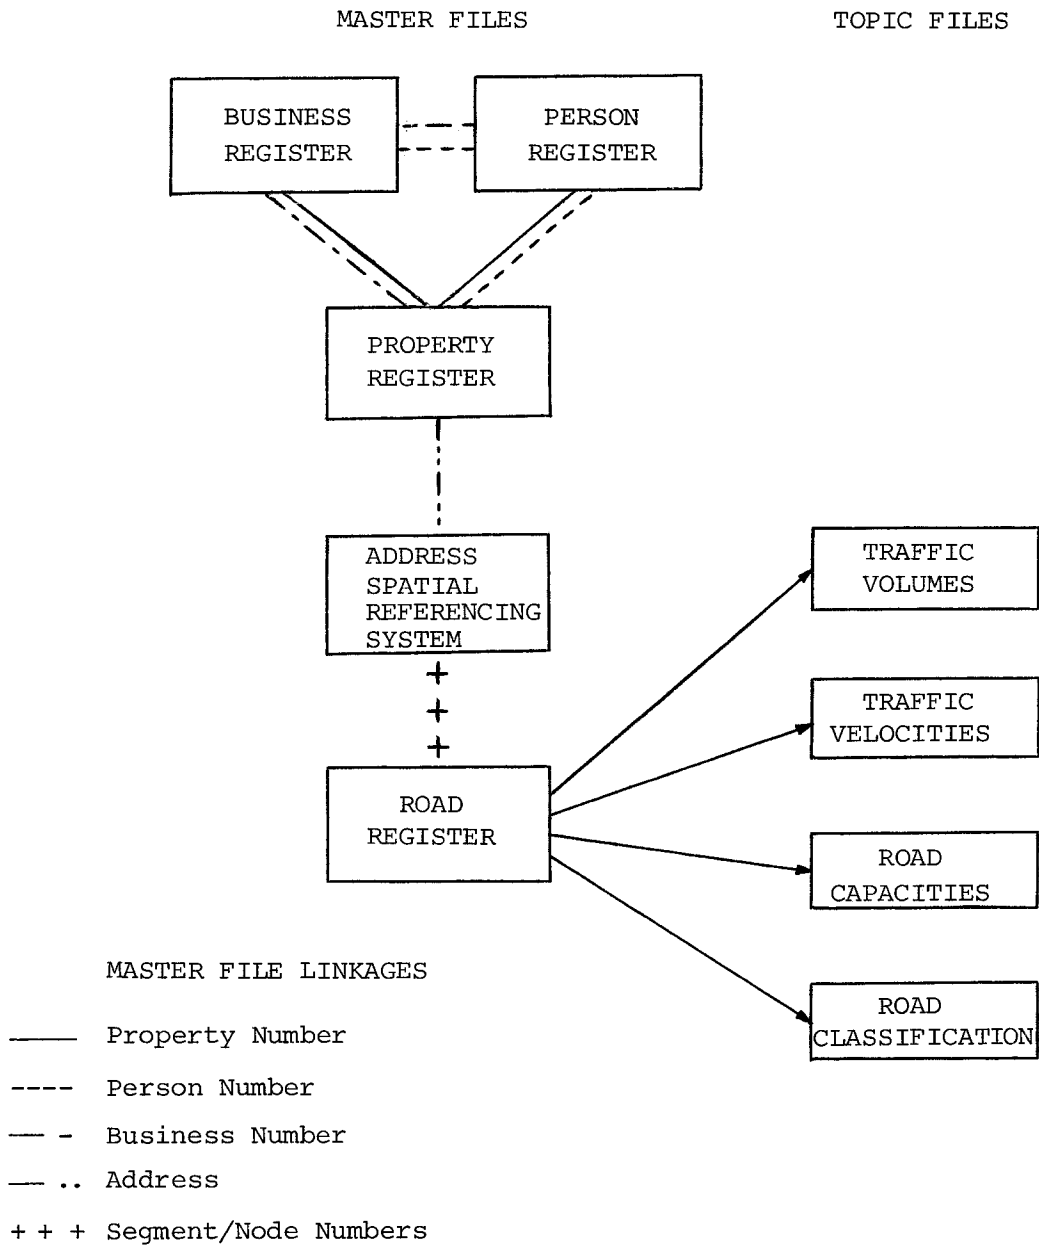 MASTER FILES
TOPIC FILES
BUSINESS
REGISTER
PERSON
REGISTER
PROPERTY
REGISTER
ADDRESS
SPATIAL
REFERENCING
SYSTEM
ROAD
REGISTER
TRAFFIC
VOLUMES
TRAFFIC
VELOCITIES
ROAD
CAPACITIES
ROAD
CLASSIFICATION
MASTER FILE LINKAGES
Property Number
Person Number
Business Number
Address
+ + + Segment/Node Numbers